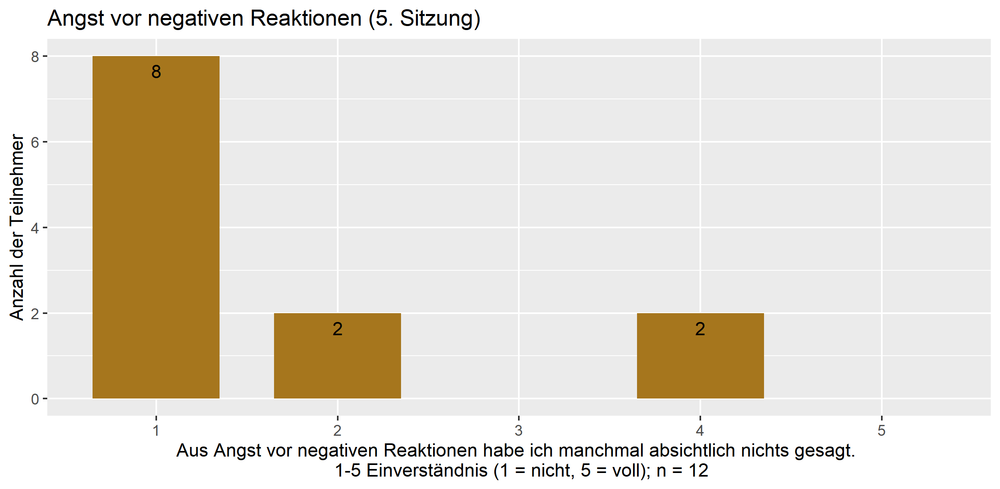 Angst vor negativen Reaktionen (5. Sitzung)
Anzahl der Teilnehmer
8
6
4
2
0
8
2
2
1 2 3 4 5
Aus Angst vor negativen Reaktionen habe ich manchmal absichtlich nichts gesagt.
1-5 Einverständnis (1 = nicht, 5 = voll); n = 12